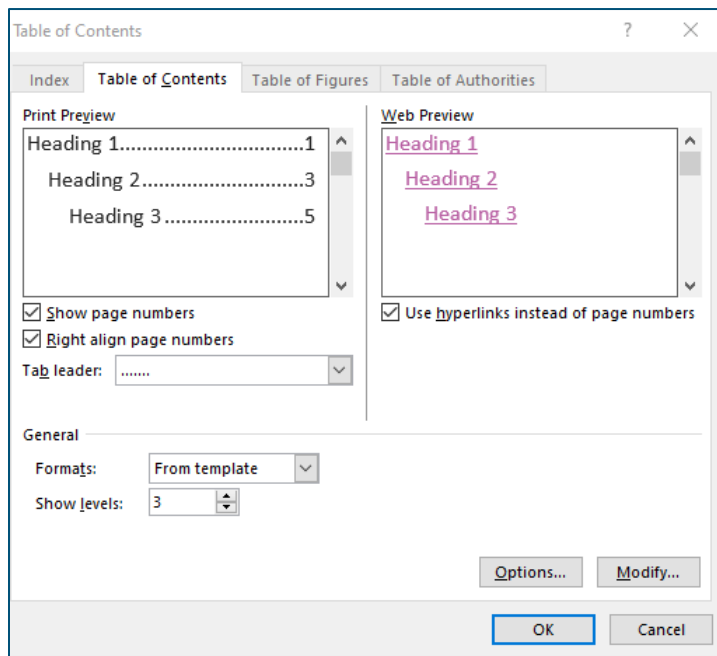 Table of Contents ? ×
Index Table of Contents Table of Figures Table of Authorities
Print Preview
Heading 1................................1
Heading 2............................3
Heading 3........................5
Show page numbers
Right align page numbers
Tab leader: .......
Web Preview
Heading 1
Heading 2
Heading 3
Use hyperlinks instead of page numbers
General
Formats: From template
Show levels: 3
Options... Modify...
OK Cancel